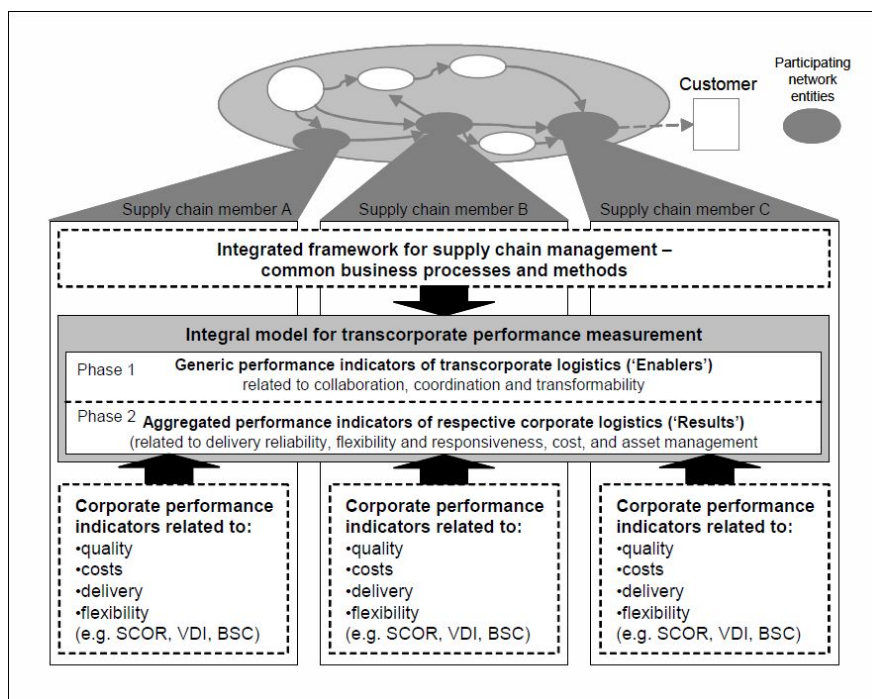 Participating
network
entities
Customer
Supply chain member A
Supply chain member B
Supply chain member C
Integrated framework for supply chain management –
common business processes and methods
Integral model for transcorporate performance measurement
Phase 1
Generic performance indicators of transcorporate logistics (‘Enablers’)
related to collaboration, coordination and transformability
Phase 2
Aggregated performance indicators of respective corporate logistics (‘Results’)
(related to delivery reliability, flexibility and responsiveness, cost, and asset management
Corporate performance
indicators related to:
•quality
•costs
•delivery
•flexibility
(e.g. SCOR, VDI, BSC)
Corporate performance
indicators related to:
•quality
•costs
•delivery
•flexibility
(e.g. SCOR, VDI, BSC)
Corporate performance
indicators related to:
•quality
•costs
•delivery
•flexibility
(e.g. SCOR, VDI, BSC)